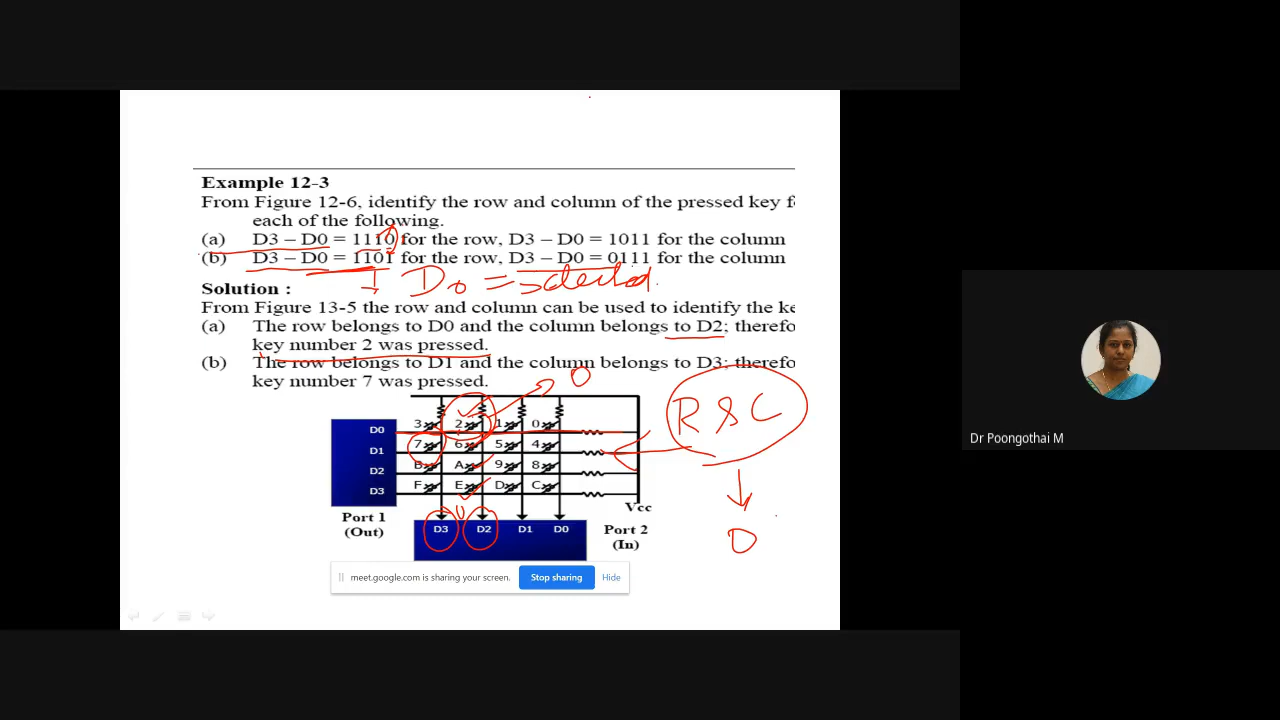 Example 12-3
From Figure 12-6, identify the row and column of the pressed key f
each of the following.
(a) D3 – D0 = 1110 for the row, D3 – D0 = 1011 for the column
(b) D3 – D0 = 1101 for the row, D3 – D0 = 0111 for the column
D0 = selected.
Solution :
From Figure 13-5 the row and column can be used to identify the ke
(a) The row belongs to D0 and the column belongs to D2; therefo
key number 2 was pressed.
(b) The row belongs to D1 and the column belongs to D3; therefo
key number 7 was pressed.
0
R & C
D0 3 2 1 0
D1 7 6 5 4
D2 B A 9 8
D3 F E D C
Vcc
Port 1
(Out)
D3 D2 D1 D0
Port 2
(In)
0
meet.google.com is sharing your screen. Stop sharing Hide
Dr Poongothai M